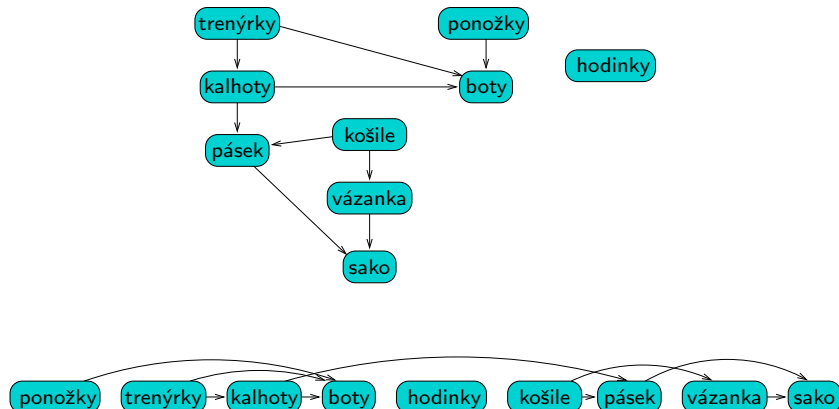 trenýrky ponožky
hodinky
kalhoty boty
košile
pásek
vázanka
sako
ponožky trenýrky kalhoty boty hodinky košile pásek vázanka sako